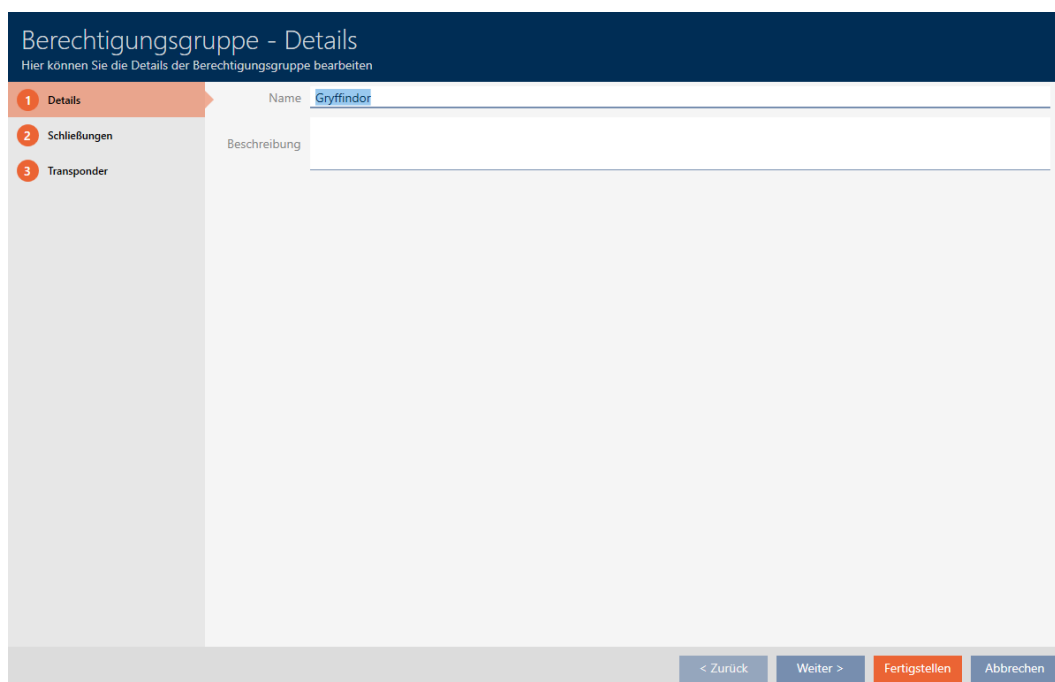 Berechtigungsgruppe - Details
Hier können Sie die Details der Berechtigungsgruppe bearbeiten
1 Details
2 Schließungen
3 Transponder
Name Gryffindor
Beschreibung
< Zurück Weiter > Fertigstellen Abbrechen